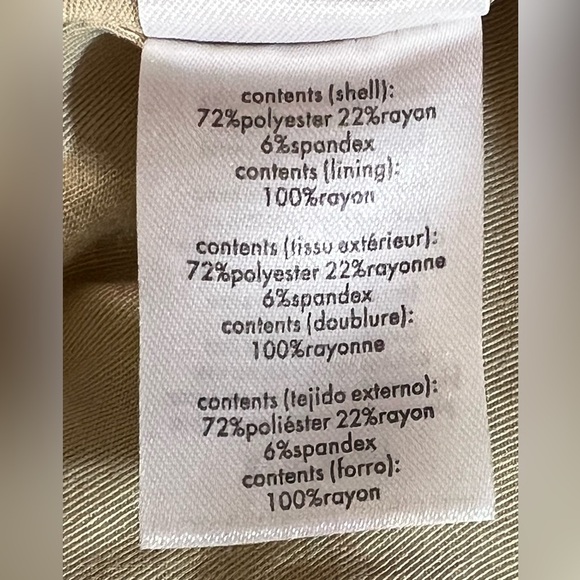 contents (shell):
72%polyester 22%rayon
6%spandex
contents (lining):
100%rayon
contents (tissu extérieur):
72%polyester 22%rayonne
6%spandex
contents (doublure):
100%rayonne
contents (tejido externo):
72%poliéster 22%rayon
6%spandex
contents (forro):
100%rayon